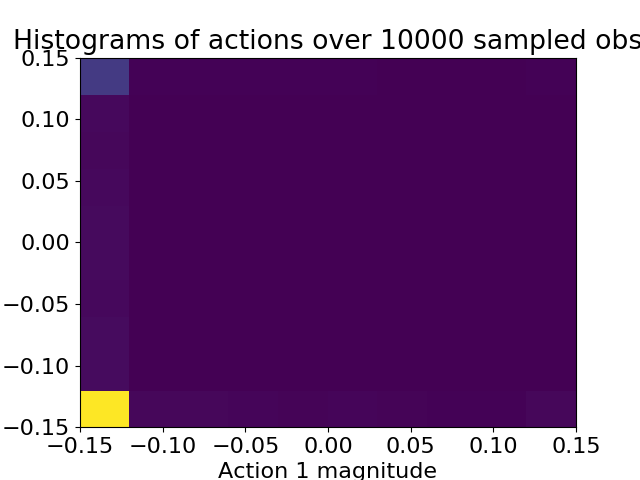 Histograms of actions over 10000 sampled obs
0.15
0.10
0.05
0.00
−0.05
−0.10
−0.15
−0.15 −0.10 −0.05 0.00 0.05 0.10 0.15
Action 1 magnitude